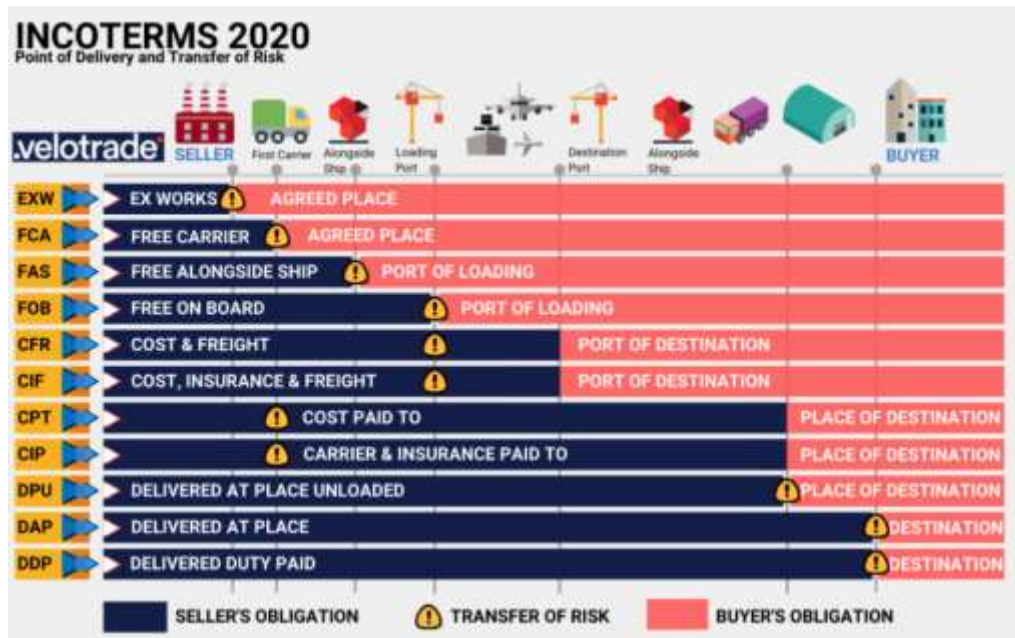 INCOTERMS 2020
Point of Delivery and Transfer of Risk
.velotrade
SELLER
First Carrier
Alongside
Ship
Loading
Port
Destination
Port
Alongside
Ship
BUYER
EXW EX WORKS AGREED PLACE
FCA FREE CARRIER AGREED PLACE
FAS FREE ALONGSIDE SHIP PORT OF LOADING
FOB FREE ON BOARD PORT OF LOADING
CFR COST & FREIGHT PORT OF DESTINATION
CIF COST, INSURANCE & FREIGHT PORT OF DESTINATION
CPT COST PAID TO PLACE OF DESTINATION
CIP CARRIER & INSURANCE PAID TO PLACE OF DESTINATION
DPU DELIVERED AT PLACE UNLOADED PLACE OF DESTINATION
DAP DELIVERED AT PLACE DESTINATION
DDP DELIVERED DUTY PAID DESTINATION
SELLER'S OBLIGATION TRANSFER OF RISK BUYER'S OBLIGATION